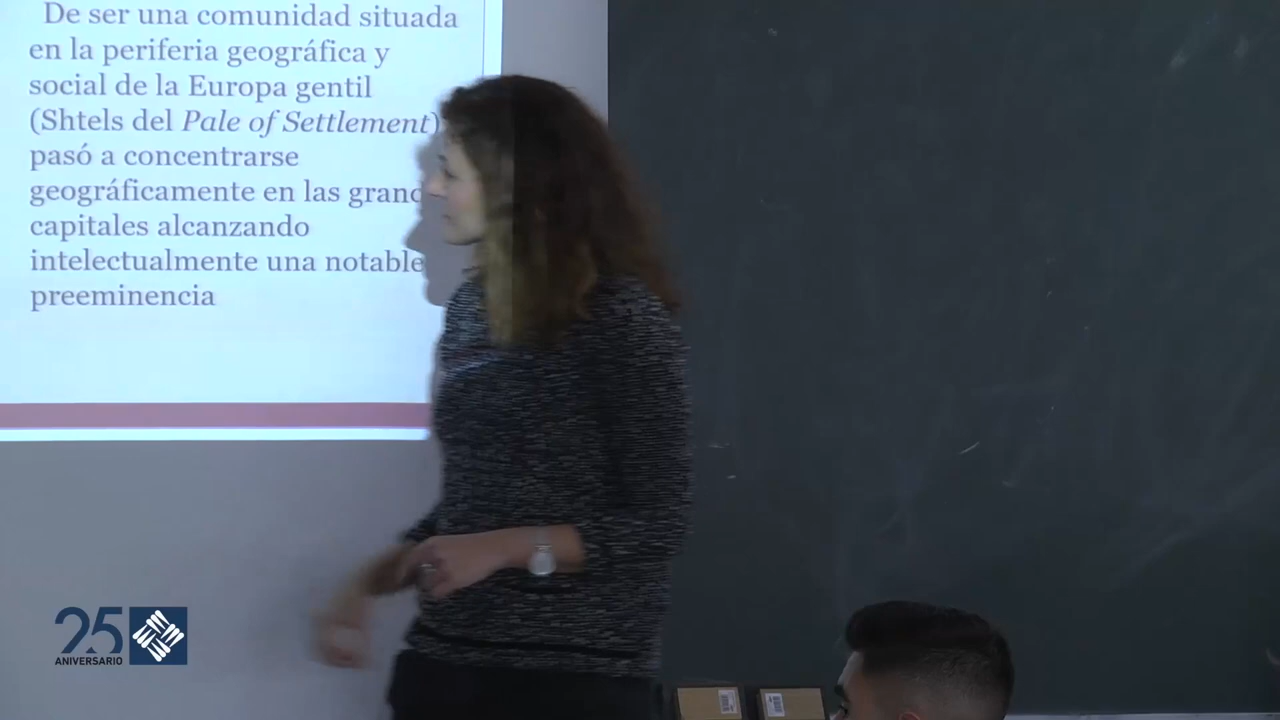 De ser una comunidad situada
en la periferia geográfica y
social de la Europa gentil
(Shtels del Pale of Settlement)
pasó a concentrarse
geográficamente en las grand
capitales alcanzando
intelectualmente una notable
preeminencia
25
ANIVERSARIO